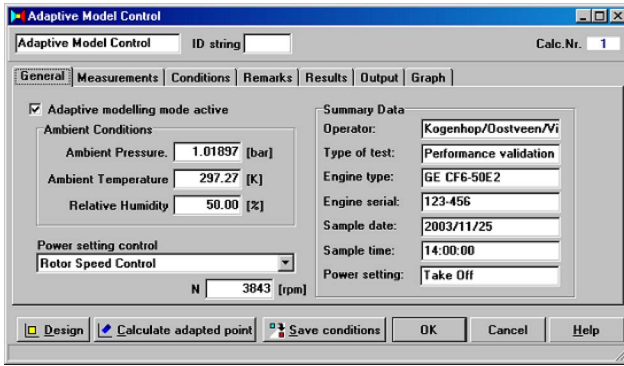 Adaptive Model Control
Adaptive Model Control ID string Calc.Nr. 1
General Measurements Conditions Remarks Results Output Graph
Adaptive modelling mode active
Ambient Conditions
Ambient Pressure. 1.01897 [bar]
Ambient Temperature 297.27 [K]
Relative Humidity 50.00 [%]
Power setting control
Rotor Speed Control
N 3843 [rpm]
Summary Data
Operator: Kogenhop/Oostveen/Vi
Type of test: Performance validation
Engine type: GE CF6-50E2
Engine serial: 123-456
Sample date: 2003/11/25
Sample time: 14:00:00
Power setting: Take Off
Design Calculate adapted point Save conditions OK Cancel Help